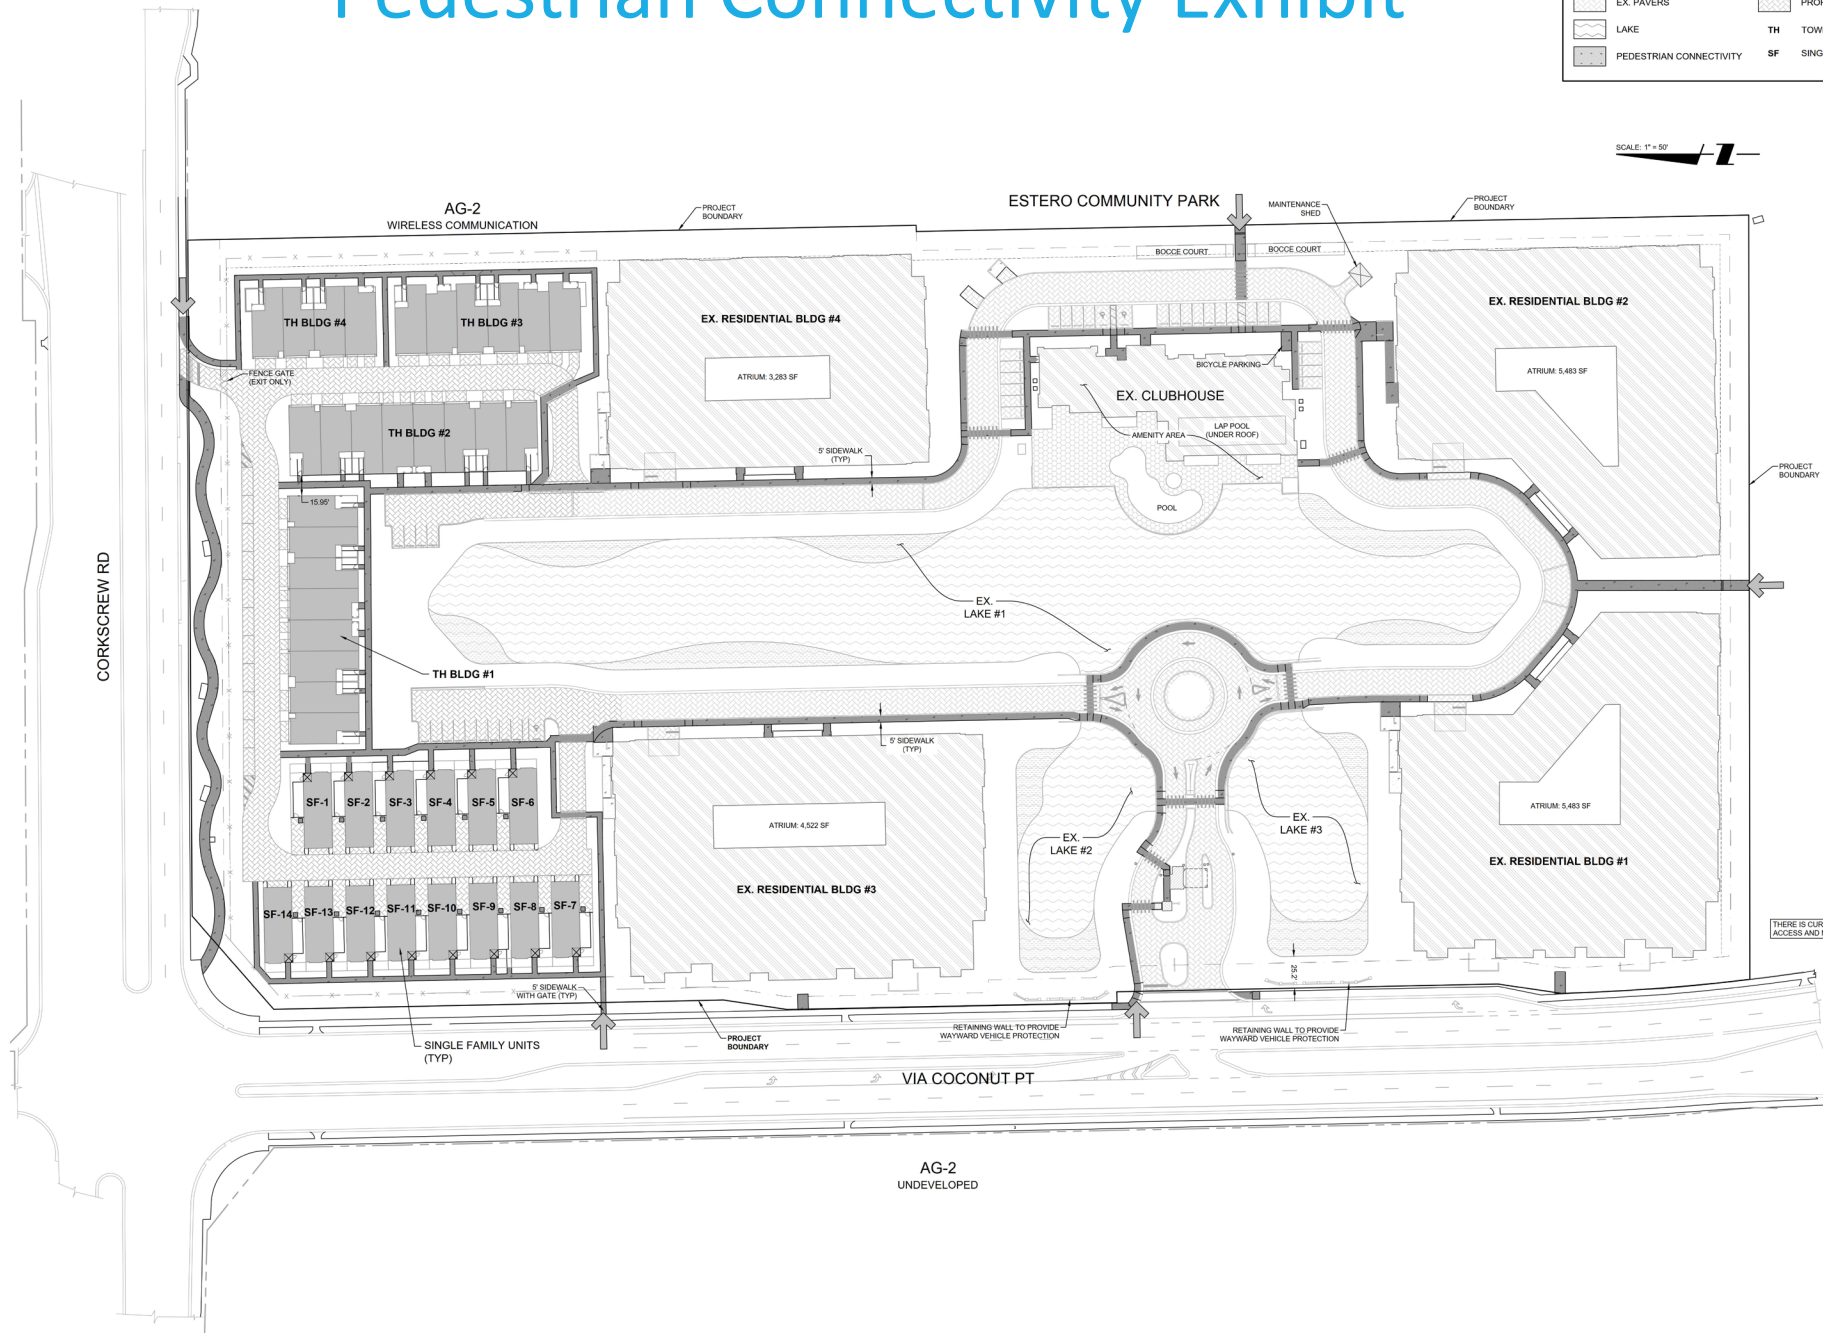 Pedestrian Connectivity Exhibit
EX. PAVERS
LAKE
TH
PEDESTRIAN CONNECTIVITY
SF
SCALE: 1" = 50'
AG-2
WIRELESS COMMUNICATION
PROJECT
BOUNDARY
ESTERO COMMUNITY PARK
MAINTENANCE
SHED
PROJECT
BOUNDARY
BOCCE COURT
BOCCE COURT
TH BLDG #4
TH BLDG #3
EX. RESIDENTIAL BLDG #4
EX. RESIDENTIAL BLDG #2
FENCE GATE
(EXIT ONLY)
ATRIUM: 3,283 SF
BICYCLE PARKING
ATRIUM: 5,483 SF
EX. CLUBHOUSE
TH BLDG #2
AMENITY AREA
LAP POOL
(UNDER ROOF)
5' SIDEWALK
(TYP)
PROJECT
BOUNDARY
15.95'
POOL
CORKSCREW RD
EX.
LAKE #1
TH BLDG #1
5' SIDEWALK
(TYP)
SF-1
SF-2
SF-3
SF-4
SF-5
SF-6
ATRIUM: 4,522 SF
EX.
LAKE #2
EX.
LAKE #3
ATRIUM: 5,483 SF
EX. RESIDENTIAL BLDG #3
EX. RESIDENTIAL BLDG #1
SF-14
SF-13
SF-12
SF-11
SF-10
SF-9
SF-8
SF-7
THERE IS
ACCESS AND
25.2'
5' SIDEWALK
WITH GATE (TYP)
SINGLE FAMILY UNITS
(TYP)
PROJECT
BOUNDARY
RETAINING WALL TO PROVIDE
WAYWARD VEHICLE PROTECTION
RETAINING WALL TO PROVIDE
WAYWARD VEHICLE PROTECTION
VIA COCONUT PT
AG-2
UNDEVELOPED